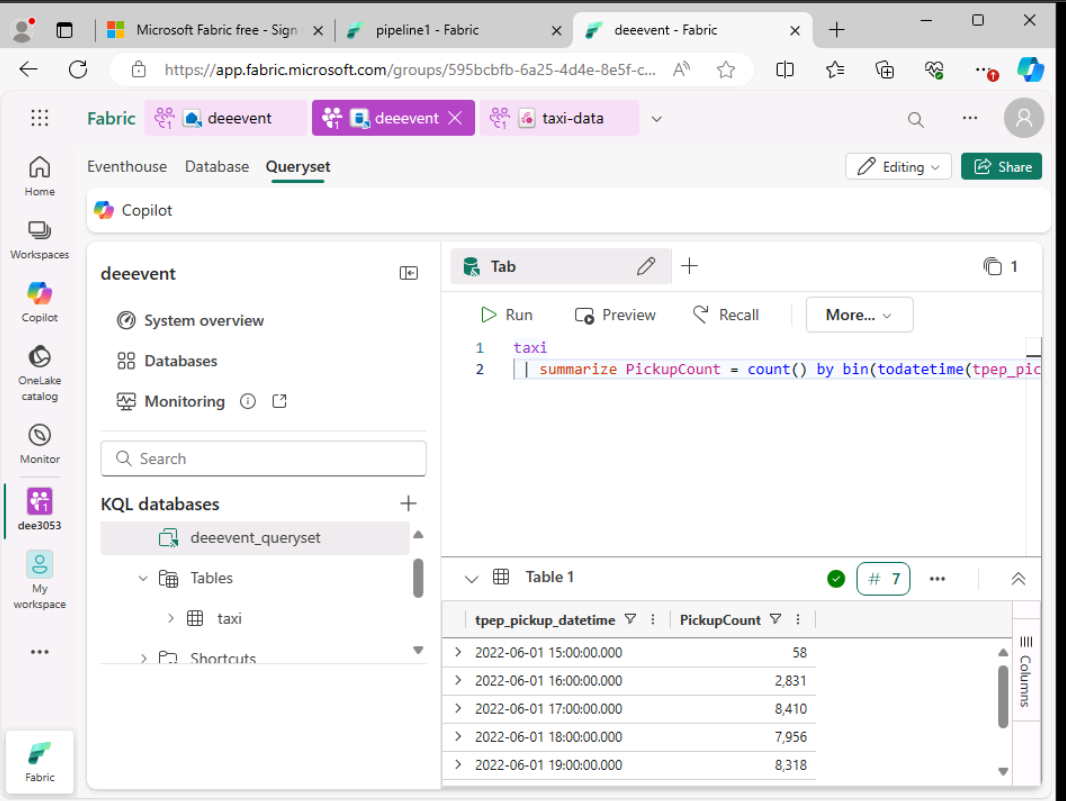 Microsoft Fabric free - Sign
pipeline1 - Fabric
deeevent - Fabric
https://app.fabric.microsoft.com/groups/595bcbfb-6a25-4d4e-8e5f-c...
Fabric
deeevent
deeevent
taxi-data
Home
Workspaces
Copilot
OneLake
catalog
Monitor
dee3053
My
workspace
Fabric
Eventhouse Database Queryset
Editing
Share
Copilot
deeevent
System overview
Databases
Monitoring
Search
KQL databases
deeevent_queryset
Tables
taxi
Shortcuts
Tab
1
Run Preview Recall More...
1 taxi
2 | summarize PickupCount = count() by bin(todatetime(tpep_pic
Table 1
# 7
tpep_pickup_datetime PickupCount
2022-06-01 15:00:00.000 58
2022-06-01 16:00:00.000 2,831
2022-06-01 17:00:00.000 8,410
2022-06-01 18:00:00.000 7,956
2022-06-01 19:00:00.000 8,318
Columns